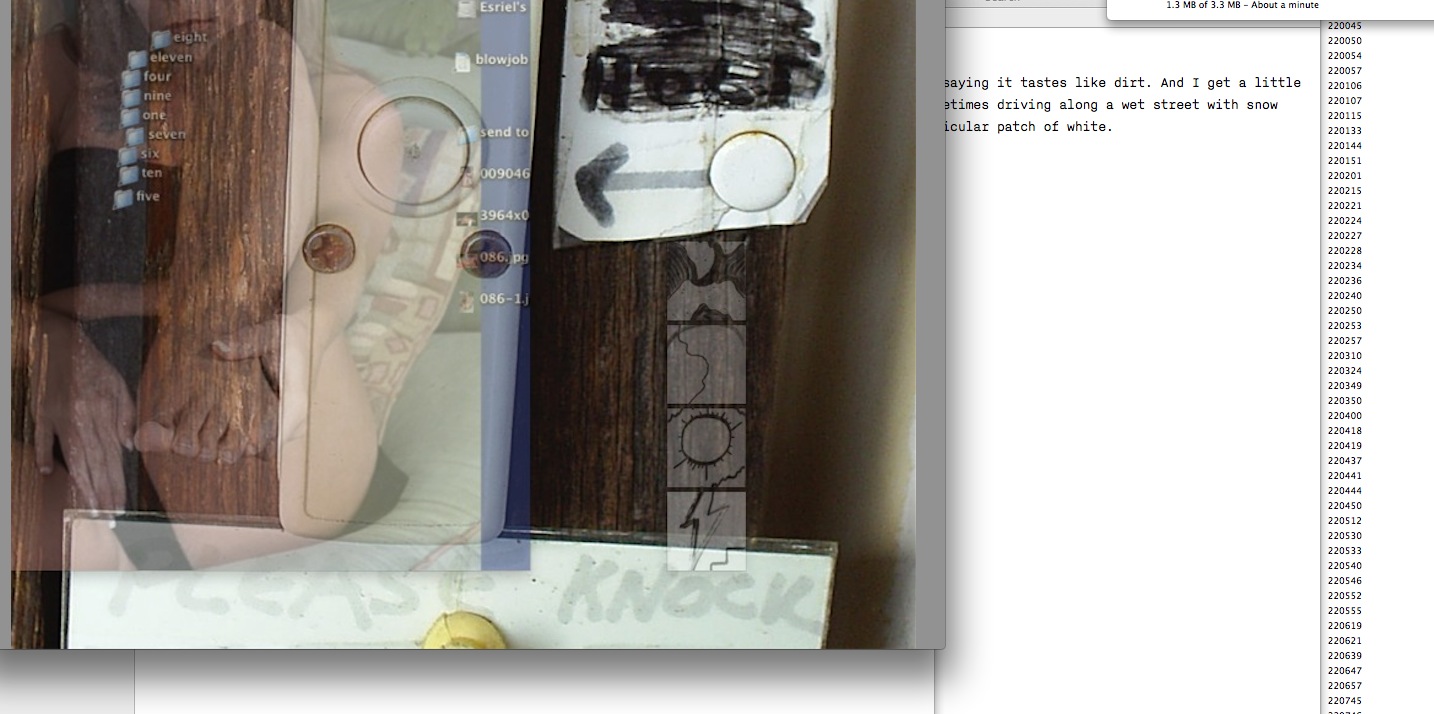 Esriel's
eight
eleven
blowjob
four
nine
one
seven
send to
six
ten
009046
five
3964x0
086.jpg
086-1.j
PLEASE KNOCK
Search
1.3 MB of 3.3 MB – About a minute
saying it tastes like dirt. And I get a little
etimes driving along a wet street with snow
icular patch of white.
220045
220050
220054
220057
220106
220107
220115
220133
220144
220151
220201
220215
220221
220224
220227
220228
220234
220236
220240
220250
220253
220257
220310
220324
220349
220350
220400
220418
220419
220437
220441
220444
220450
220512
220530
220533
220540
220546
220552
220555
220619
220621
220639
220647
220657
220745